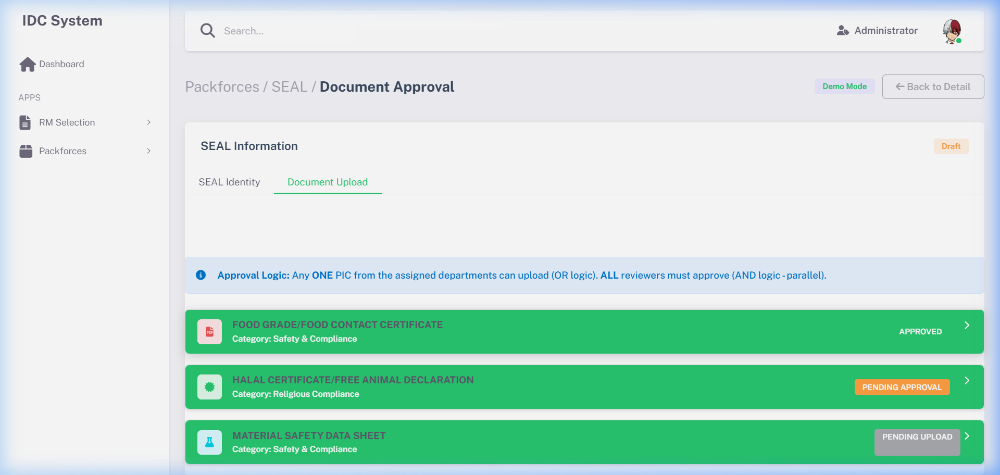 IDC System
Search...
Administrator
Dashboard
APPS
RM Selection
Packforces
Packforces / SEAL / Document Approval
Demo Mode
Back to Detail
SEAL Information
Draft
SEAL Identity
Document Upload
Approval Logic: Any ONE PIC from the assigned departments can upload (OR logic). ALL reviewers must approve (AND logic - parallel).
PDF
FOOD GRADE/FOOD CONTACT CERTIFICATE
Category: Safety & Compliance
APPROVED
HALAL CERTIFICATE/FREE ANIMAL DECLARATION
Category: Religious Compliance
PENDING APPROVAL
MATERIAL SAFETY DATA SHEET
Category: Safety & Compliance
PENDING UPLOAD